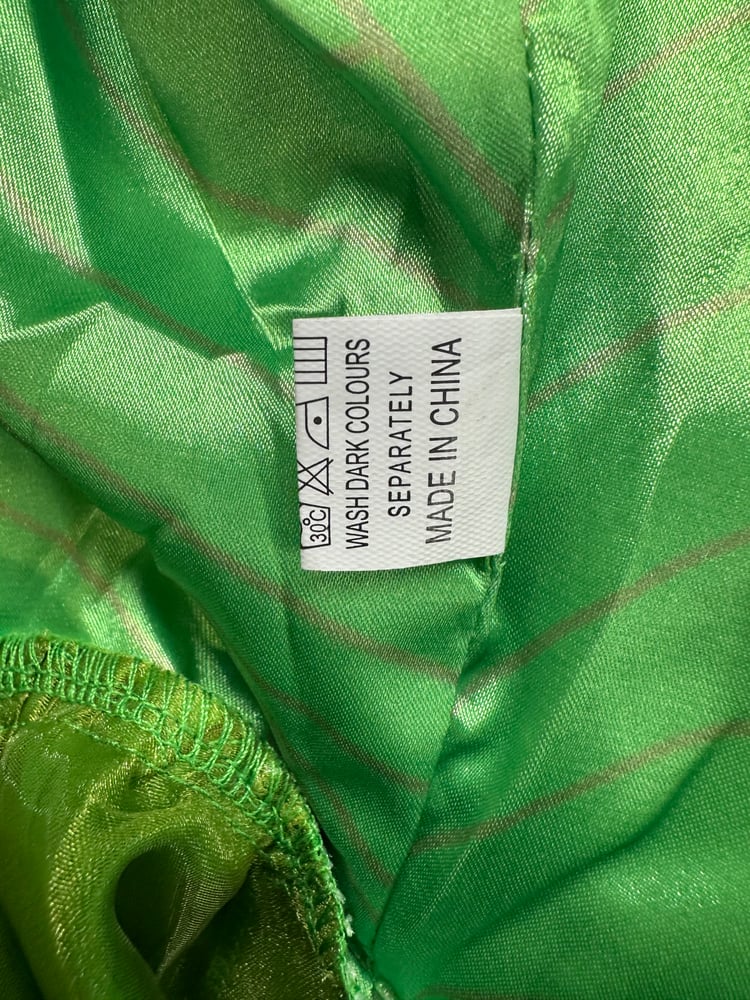 30°C
WASH DARK COLOURS
SEPARATELY
MADE IN CHINA